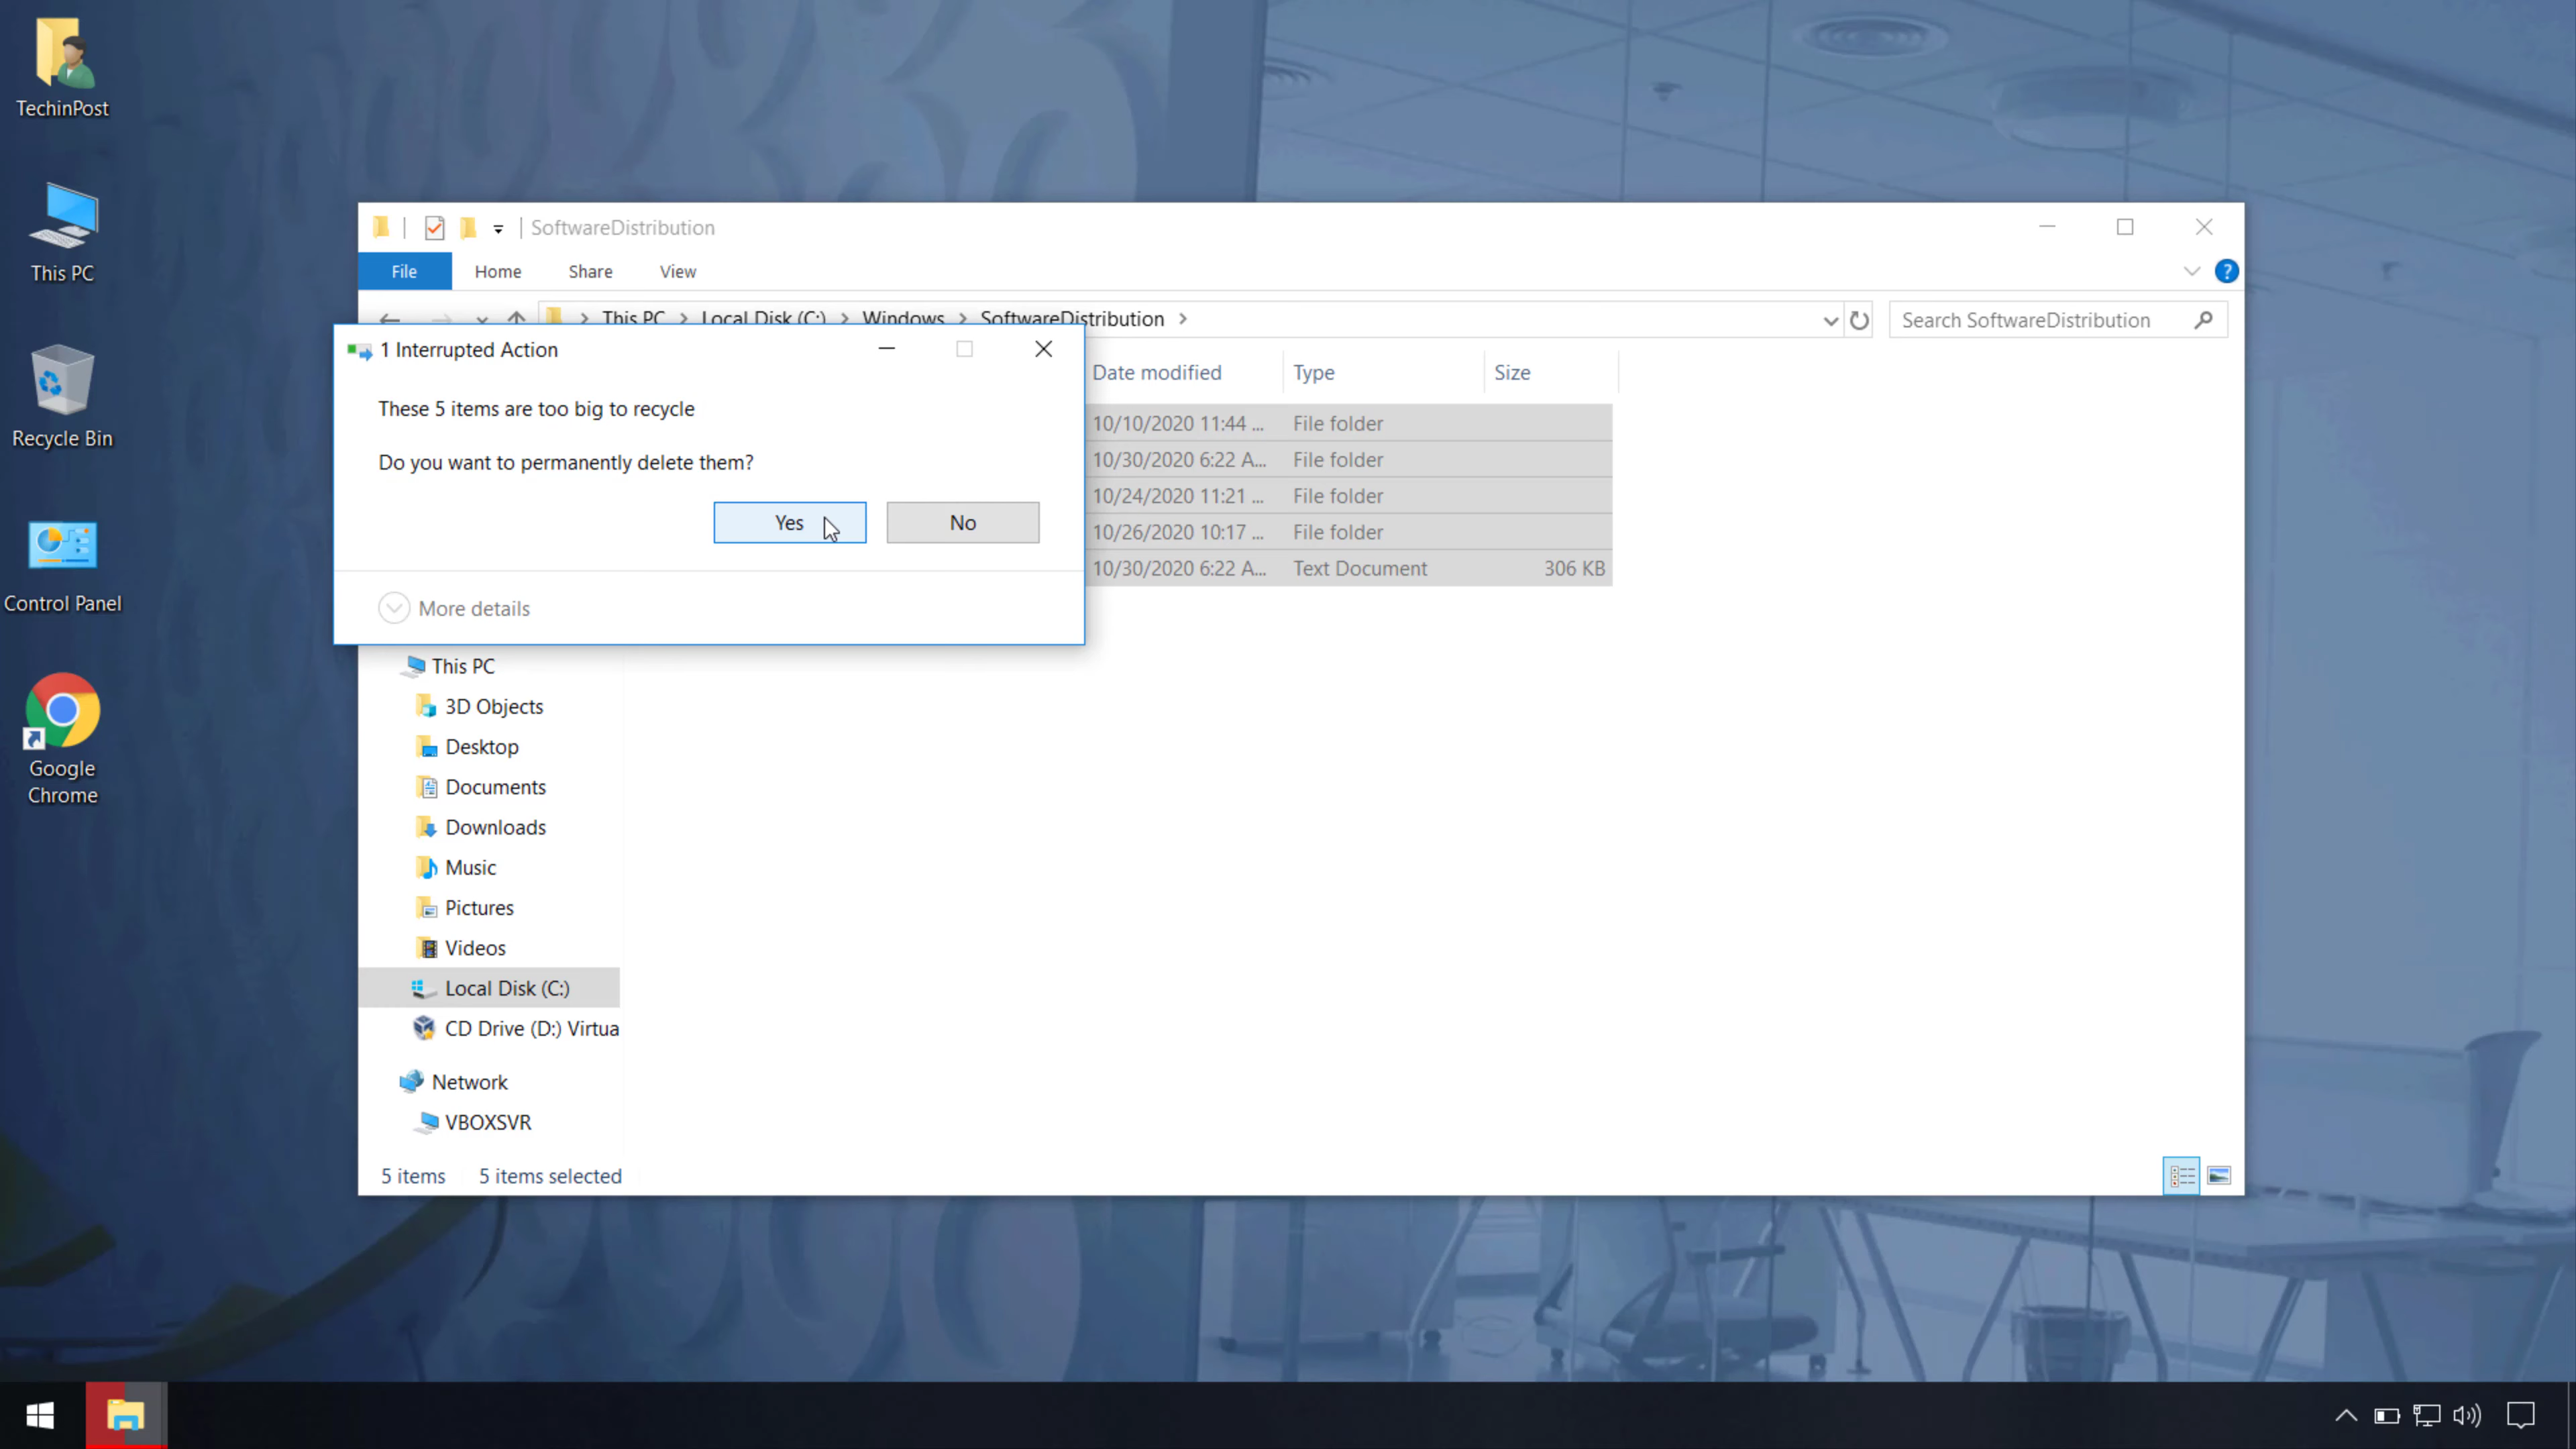 TechinPost
This PC
Recycle Bin
Control Panel
Google
Chrome
SoftwareDistribution
File
Home
Share
View
This PC
Local Disk (C:)
Windows
SoftwareDistribution
Search SoftwareDistribution
1 Interrupted Action
These 5 items are too big to recycle
Do you want to permanently delete them?
Yes
No
More details
Date modified
Type
Size
10/10/2020 11:44 ...
File folder
10/30/2020 6:22 A...
File folder
10/24/2020 11:21 ...
File folder
10/26/2020 10:17 ...
File folder
10/30/2020 6:22 A...
Text Document
306 KB
This PC
3D Objects
Desktop
Documents
Downloads
Music
Pictures
Videos
Local Disk (C:)
CD Drive (D:) Virtua
Network
VBOXSVR
5 items
5 items selected